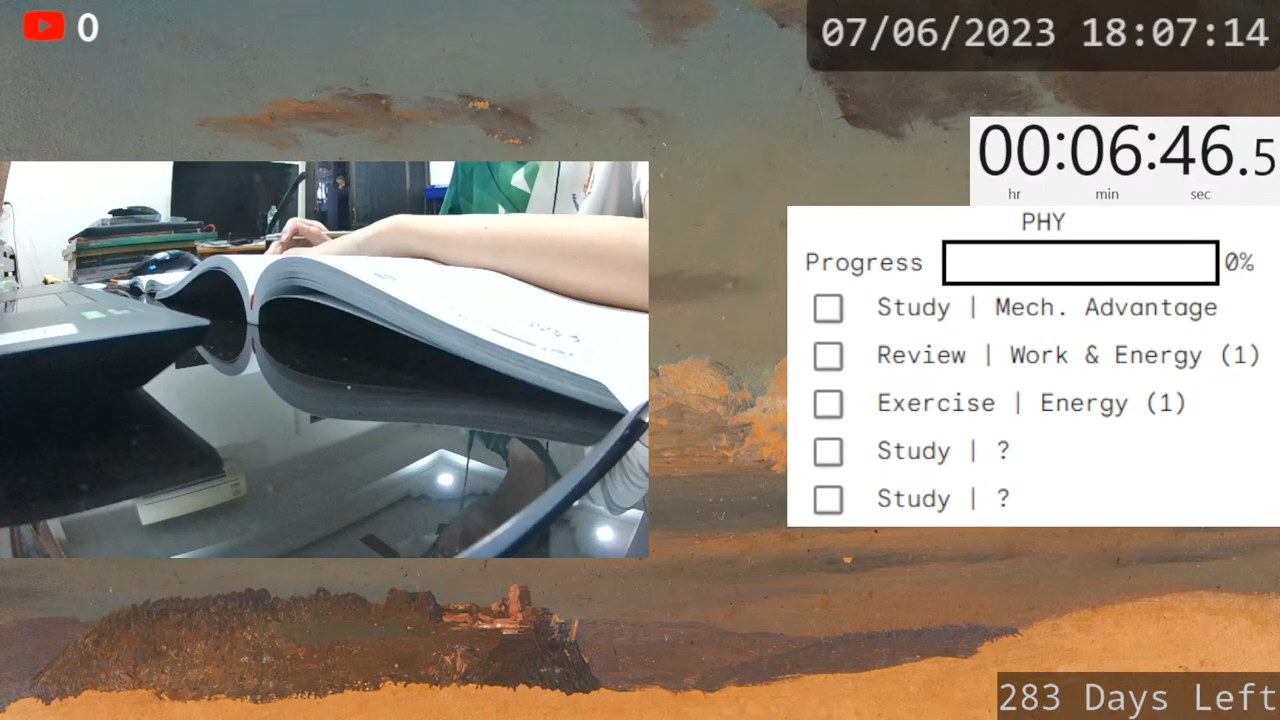 0
07/06/2023 18:07:14
00:06:46.5
hr min sec
PHY
Progress 0%
Study | Mech. Advantage
Review | Work & Energy (1)
Exercise | Energy (1)
Study | ?
Study | ?
283 Days Left